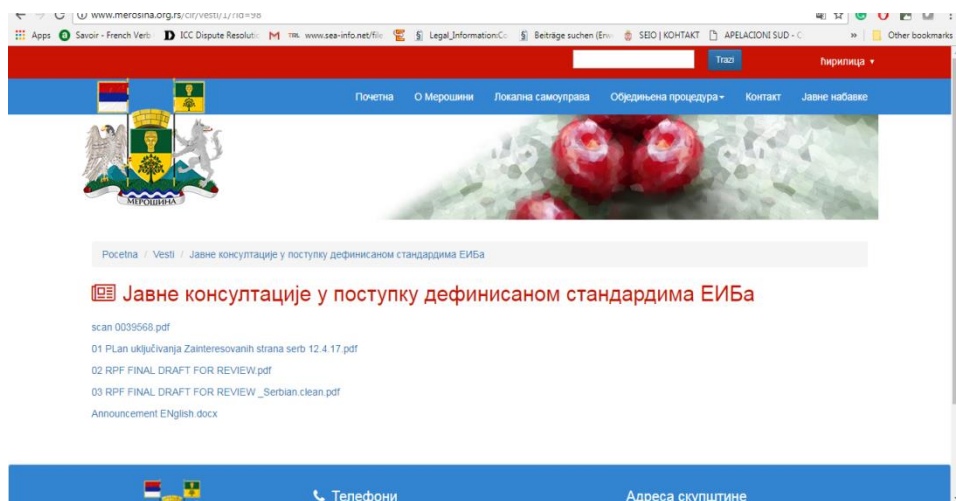 www.merosina.org.rs/cir/vesti/1/?id=98
Apps Savoir - French Verb ICC Dispute Resoluti www.sea-info.net/file Legal_Information:Co Beiträge suchen (Erw SEIO | КОНТАКТ APELACIONI SUD - » Other bookmarks
Trazi ћирилица
Почетна О Мерошини Локална самоуправа Обједињена процедура Контакт Јавне набавке
МЕРОШИНА
Pocetna / Vesti / Јавне консултације у поступку дефинисаном стандардима ЕИБа
Јавне консултације у поступку дефинисаном стандардима ЕИБа
scan 0039568.pdf
01 PLan uključivanja Zainteresovanih strana serb 12.4.17.pdf
02 RPF FINAL DRAFT FOR REVIEW.pdf
03 RPF FINAL DRAFT FOR REVIEW _Serbian.clean.pdf
Announcement ENglish.docx
Телефони Адреса скупштине